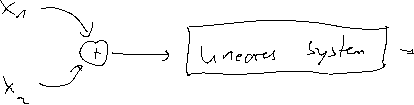 x1
+
lineares System
x2